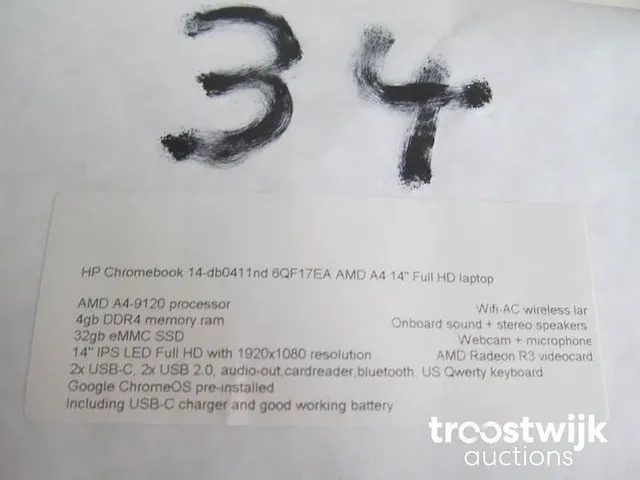 34
HP Chromebook 14-db0411nd 6QF17EA AMD A4 14" Full HD laptop
AMD A4-9120 processor
4gb DDR4 memory ram
32gb eMMC SSD
14" IPS LED Full HD with 1920x1080 resolution
2x USB-C, 2x USB 2.0, audio-out,cardreader,bluetooth, US Qwerty keyboard
Google ChromeOS pre-installed
Including USB-C charger and good working battery
Wifi-AC wireless lar
Onboard sound + stereo speakers
Webcam + microphone
AMD Radeon R3 videocard
troostwijk
auctions